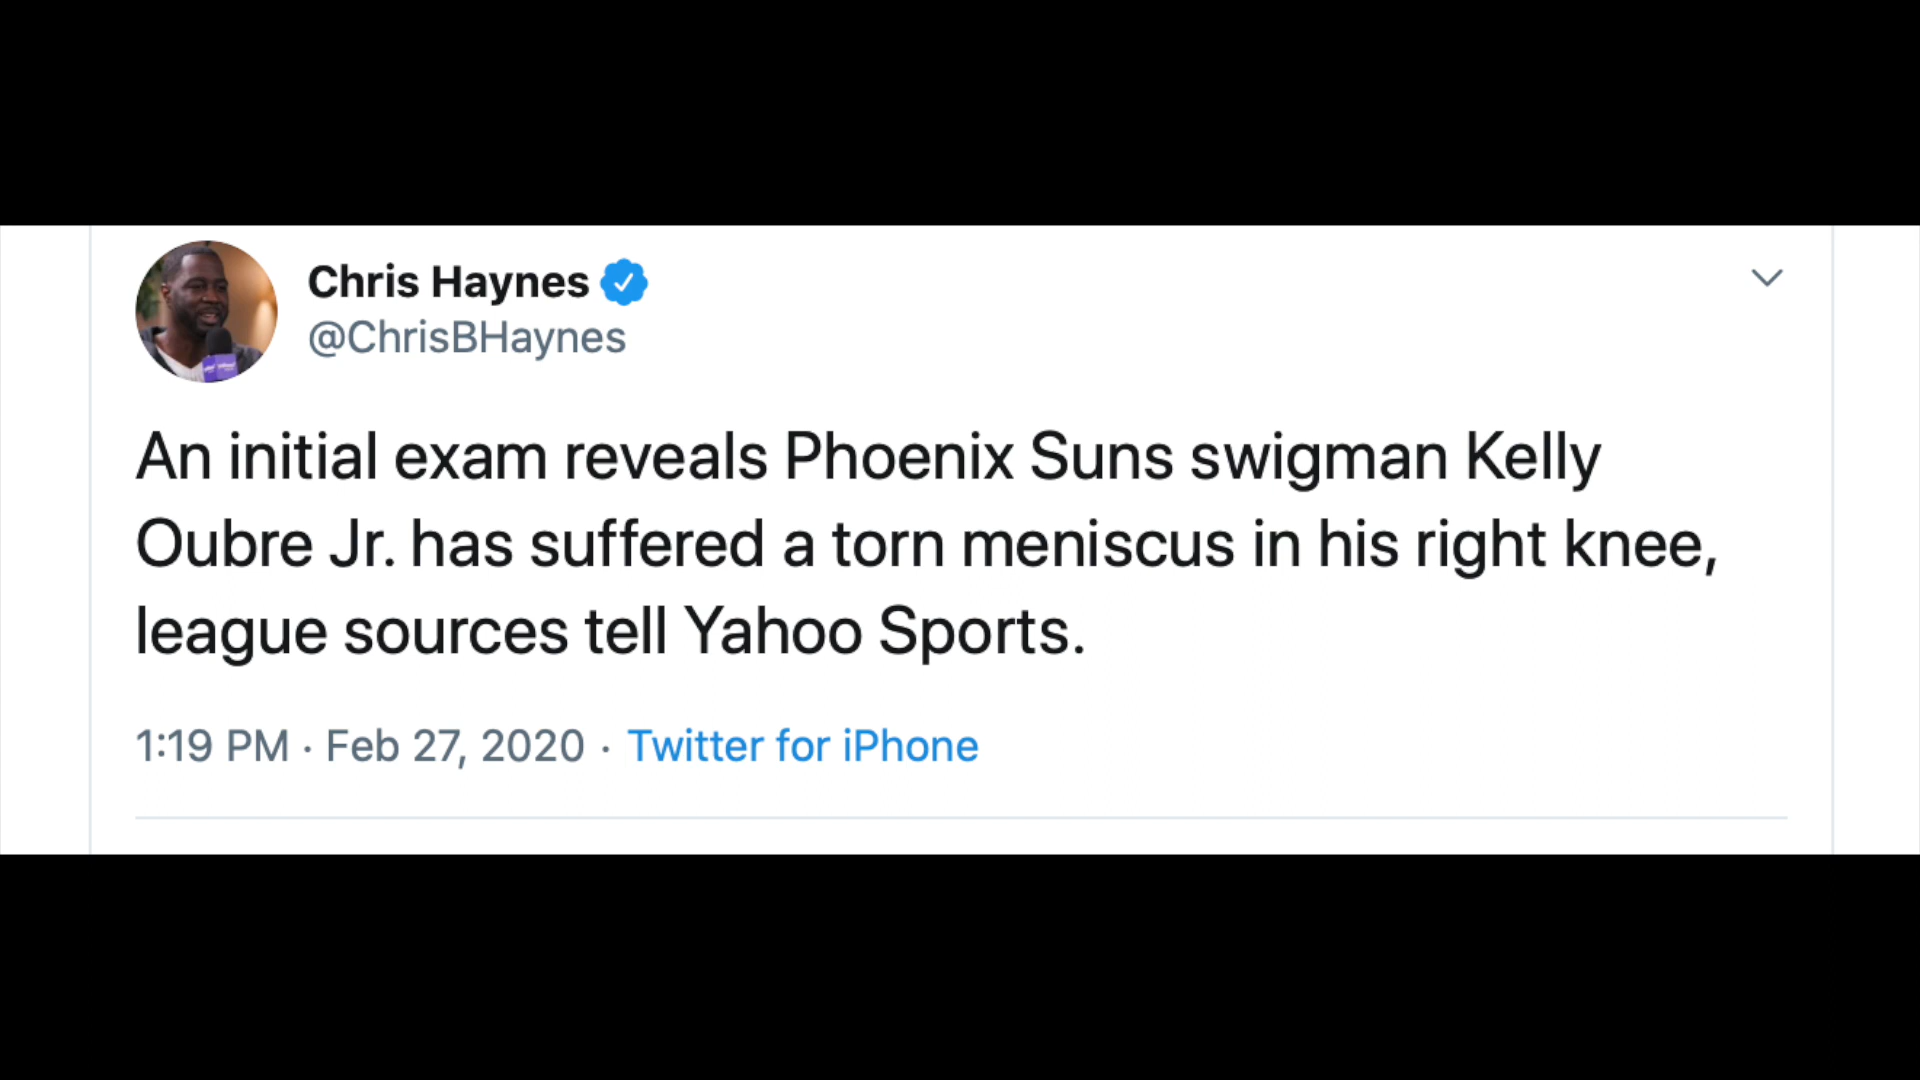 Chris Haynes
@ChrisBHaynes
An initial exam reveals Phoenix Suns swigman Kelly
Oubre Jr. has suffered a torn meniscus in his right knee,
league sources tell Yahoo Sports.
1:19 PM · Feb 27, 2020 · Twitter for iPhone